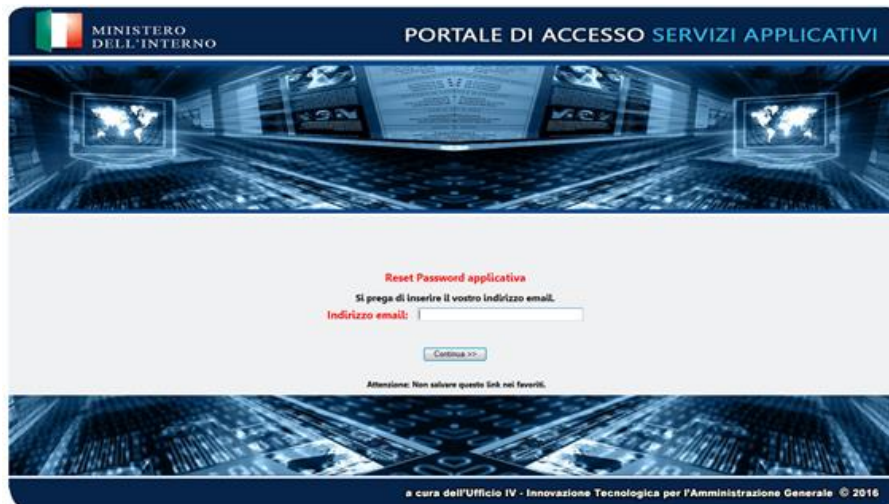 MINISTERO
DELL'INTERNO
PORTALE DI ACCESSO SERVIZI APPLICATIVI
Reset Password applicativa
Si prega di inserire il vostro indirizzo email.
Indirizzo email:
Continua >>
Attenzione: Non salvare questo link nei favoriti.
a cura dell'Ufficio IV - Innovazione Tecnologica per l'Amministrazione Generale © 2016